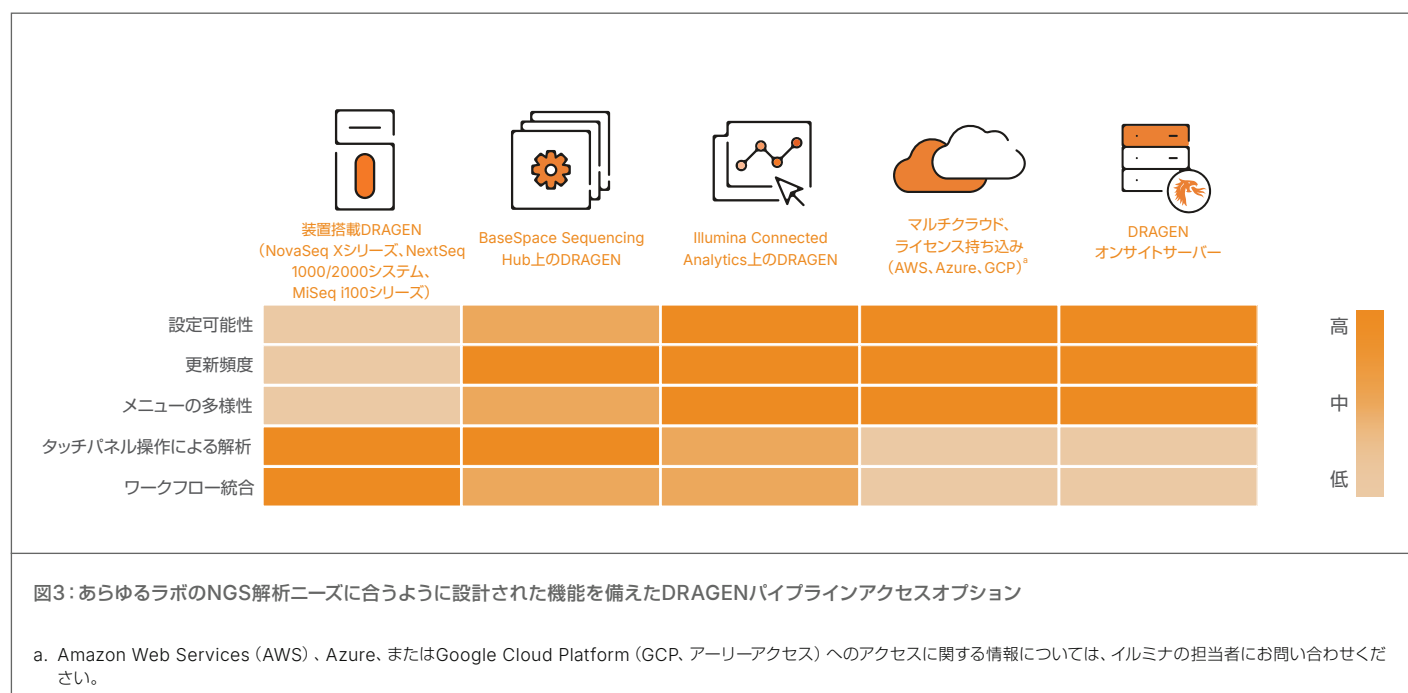 装置搭載DRAGEN
（NovaSeq Xシリーズ、NextSeq
1000/2000システム、
MiSeq i100シリーズ）
BaseSpace Sequencing
Hub上のDRAGEN
Illumina Connected
Analytics上のDRAGEN
マルチクラウド、
ライセンス持ち込み
（AWS、Azure、GCP）a
DRAGEN
オンサイトサーバー
設定可能性
更新頻度
メニューの多様性
タッチパネル操作による解析
ワークフロー統合
高
中
低
図3：あらゆるラボのNGS解析ニーズに合うように設計された機能を備えたDRAGENパイプラインアクセスオプション
a. Amazon Web Services（AWS）、Azure、またはGoogle Cloud Platform（GCP、アーリーアクセス）へのアクセスに関する情報については、イルミナの担当者にお問い合わせくだ
さい。